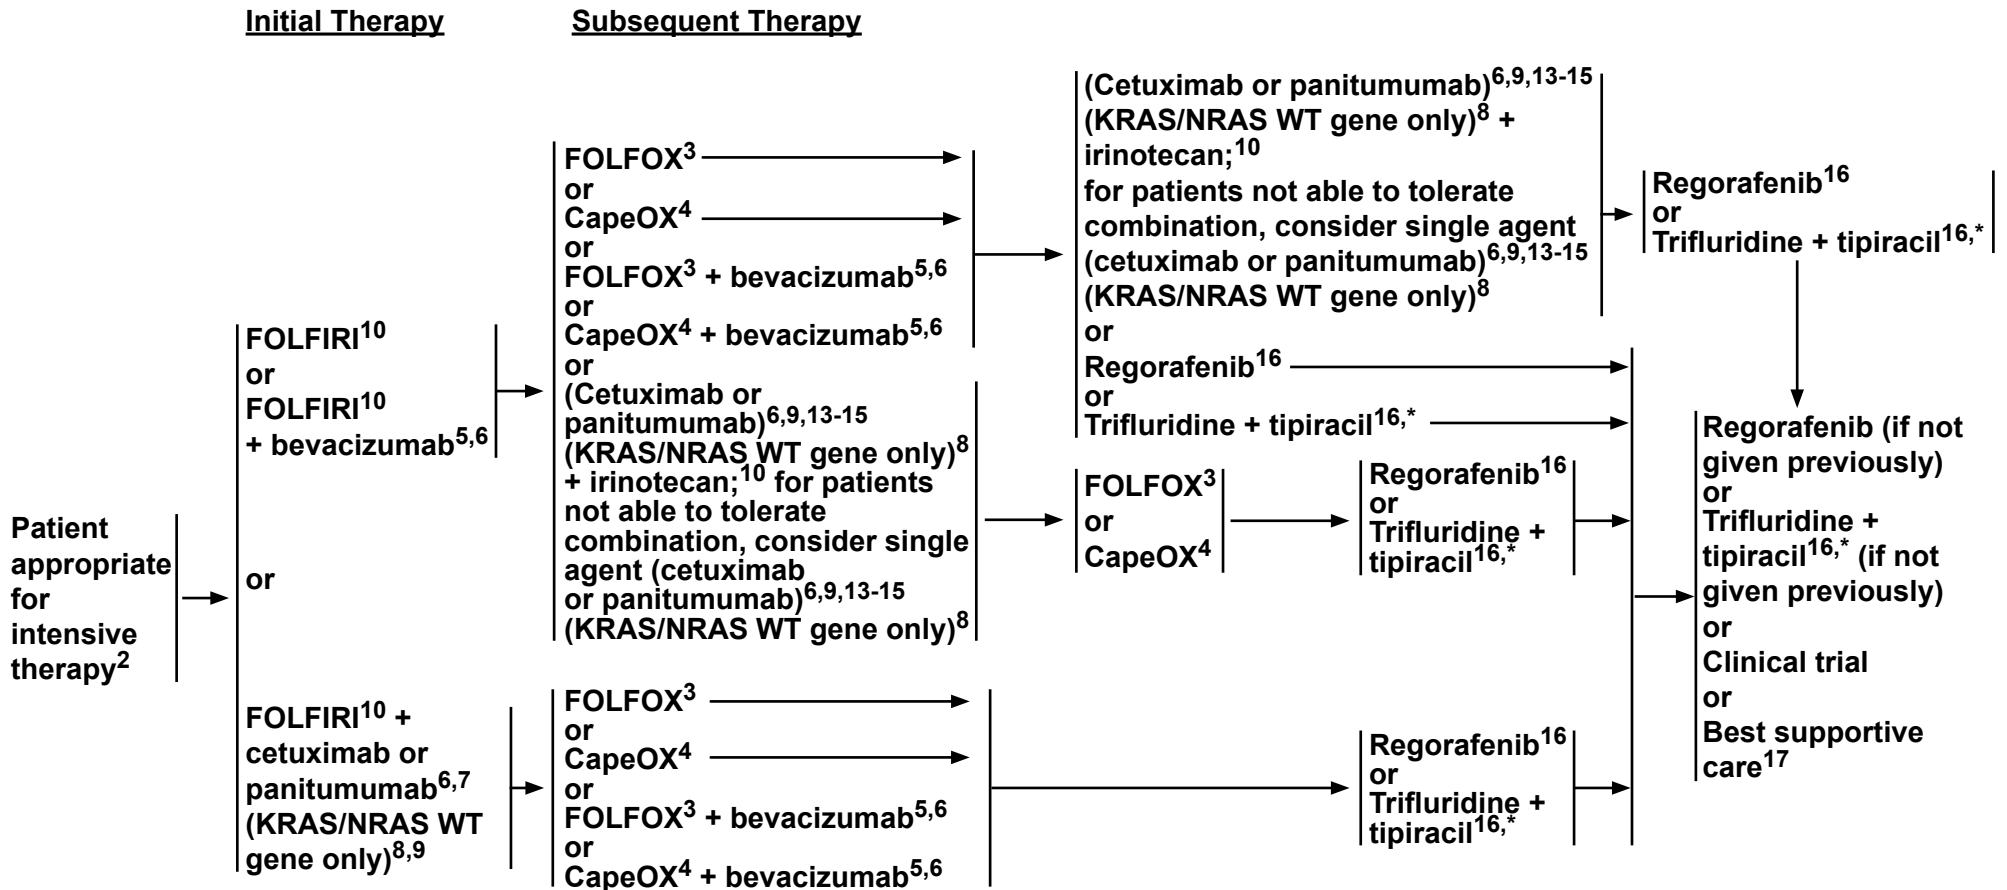 Initial Therapy
Subsequent Therapy
Patient
appropriate
for
intensive
therapy2
FOLFIRI10
or
FOLFIRI10
+ bevacizumab5,6
or
FOLFIRI10 +
cetuximab or
panitumumab6,7
(KRAS/NRAS WT
gene only)8,9
FOLFOX3
or
CapeOX4
or
FOLFOX3 + bevacizumab5,6
or
CapeOX4 + bevacizumab5,6
or
(Cetuximab or
panitumumab)6,9,13-15
(KRAS/NRAS WT gene only)8
+ irinotecan;10 for patients
not able to tolerate
combination, consider single
agent (cetuximab
or panitumumab)6,9,13-15
(KRAS/NRAS WT gene only)8
FOLFOX3
or
CapeOX4
or
FOLFOX3 + bevacizumab5,6
or
CapeOX4 + bevacizumab5,6
(Cetuximab or panitumumab)6,9,13-15
(KRAS/NRAS WT gene only)8 +
irinotecan;10
for patients not able to tolerate
combination, consider single agent
(cetuximab or panitumumab)6,9,13-15
(KRAS/NRAS WT gene only)8
or
Regorafenib16
or
Trifluridine + tipiracil16,*
FOLFOX3
or
CapeOX4
Regorafenib16
or
Trifluridine +
tipiracil16,*
Regorafenib16
or
Trifluridine +
tipiracil16,*
Regorafenib16
or
Trifluridine + tipiracil16,*
Regorafenib (if not
given previously)
or
Trifluridine +
tipiracil16,* (if not
given previously)
or
Clinical trial
or
Best supportive
care17